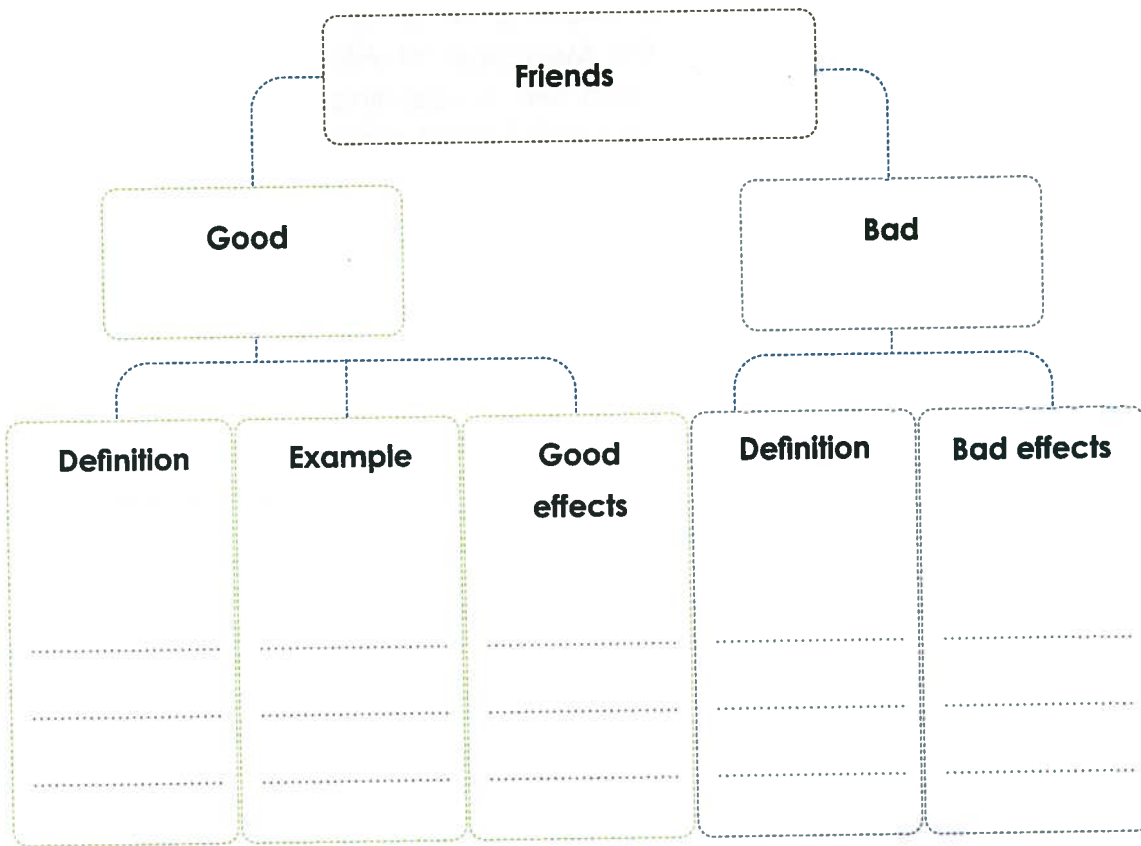 Friends
Good
Bad
Definition
Example
Good
effects
Definition
Bad effects